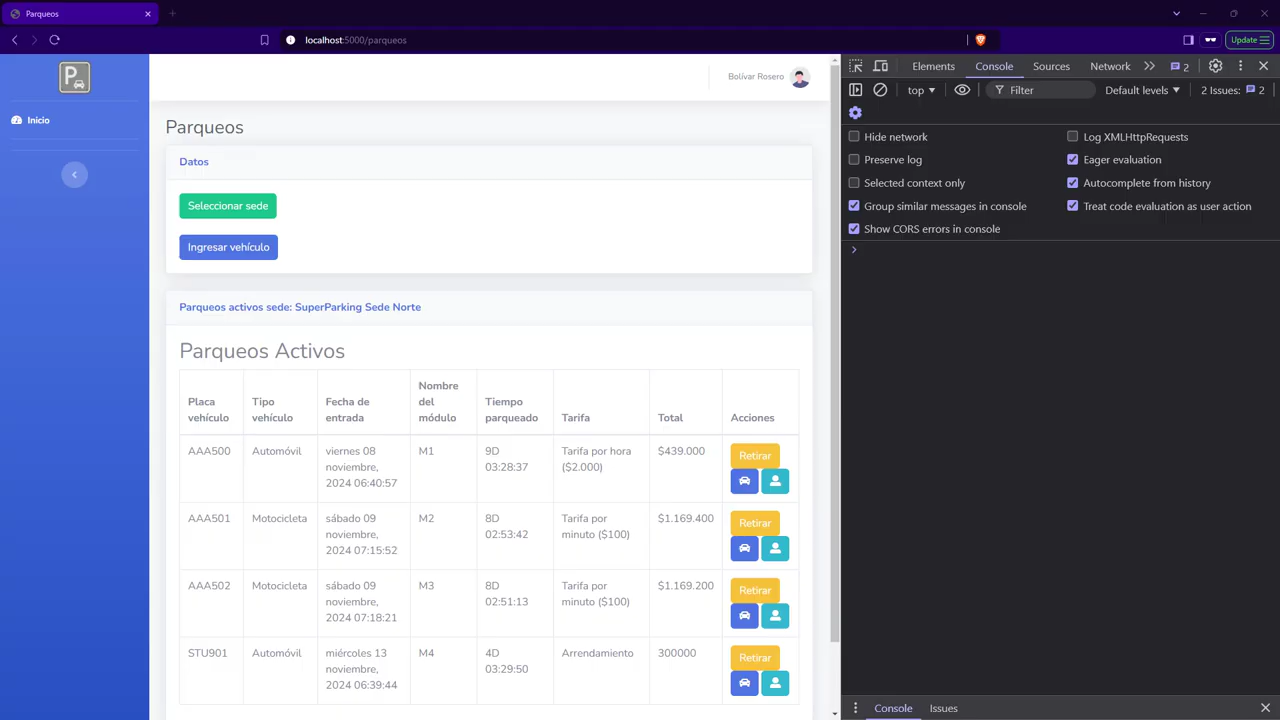 Parqueos
localhost:5000/parqueos
Update
P
Bolívar Rosero
Inicio
Parqueos
Datos
Seleccionar sede
Ingresar vehículo
Parqueos activos sede: SuperParking Sede Norte
Parqueos Activos
Placa vehículo
Tipo vehículo
Fecha de entrada
Nombre del módulo
Tiempo parqueado
Tarifa
Total
Acciones
AAA500
Automóvil
viernes 08
noviembre,
2024 06:40:57
M1
9D
03:28:37
Tarifa por hora
($2.000)
$439.000
Retirar
AAA501
Motocicleta
sábado 09
noviembre,
2024 07:15:52
M2
8D
02:53:42
Tarifa por
minuto ($100)
$1.169.400
Retirar
AAA502
Motocicleta
sábado 09
noviembre,
2024 07:18:21
M3
8D
02:51:13
Tarifa por
minuto ($100)
$1.169.200
Retirar
STU901
Automóvil
miércoles 13
noviembre,
2024 06:39:44
M4
4D
03:29:50
Arrendamiento
300000
Retirar
Elements
Console
Sources
Network
2
top
Filter
Default levels
2 Issues: 2
Hide network
Log XMLHttpRequests
Preserve log
Eager evaluation
Selected context only
Autocomplete from history
Group similar messages in console
Treat code evaluation as user action
Show CORS errors in console
Console
Issues